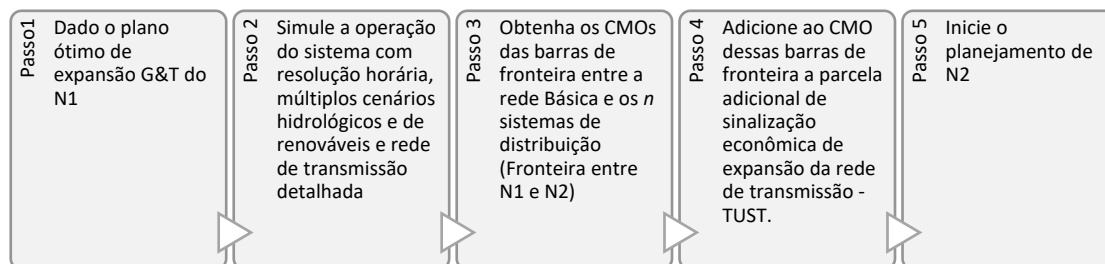 Passo1
Dado o plano
ótimo de
expansão G&T do
N1
Passo 2
Simule a operação
do sistema com
resolução horária,
múltiplos cenários
hidrológicos e de
renováveis e rede
de transmissão
detalhada
Passo 3
Obtenha os CMOs
das barras de
fronteira entre a
rede Básica e os n
sistemas de
distribuição
(Fronteira entre
N1 e N2)
Passo 4
Adicione ao CMO
dessas barras de
fronteira a parcela
adicional de
sinalização
econômica de
expansão da rede
de transmissão -
TUST.
Passo 5
Inicie o
planejamento de
N2